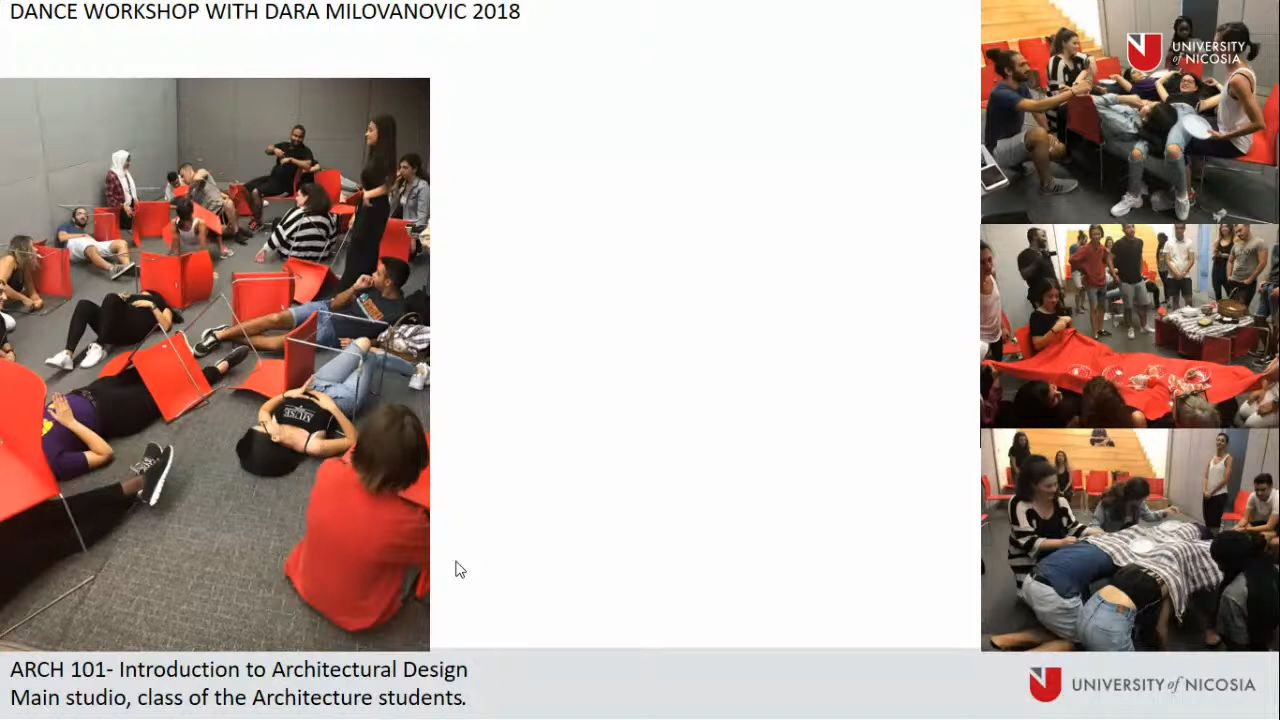 DANCE WORKSHOP WITH DARA MILOVANOVIC 2018
UNIVERSITY
of NICOSIA
MUSE
ARCH 101- Introduction to Architectural Design
Main studio, class of the Architecture students.
UNIVERSITY of NICOSIA